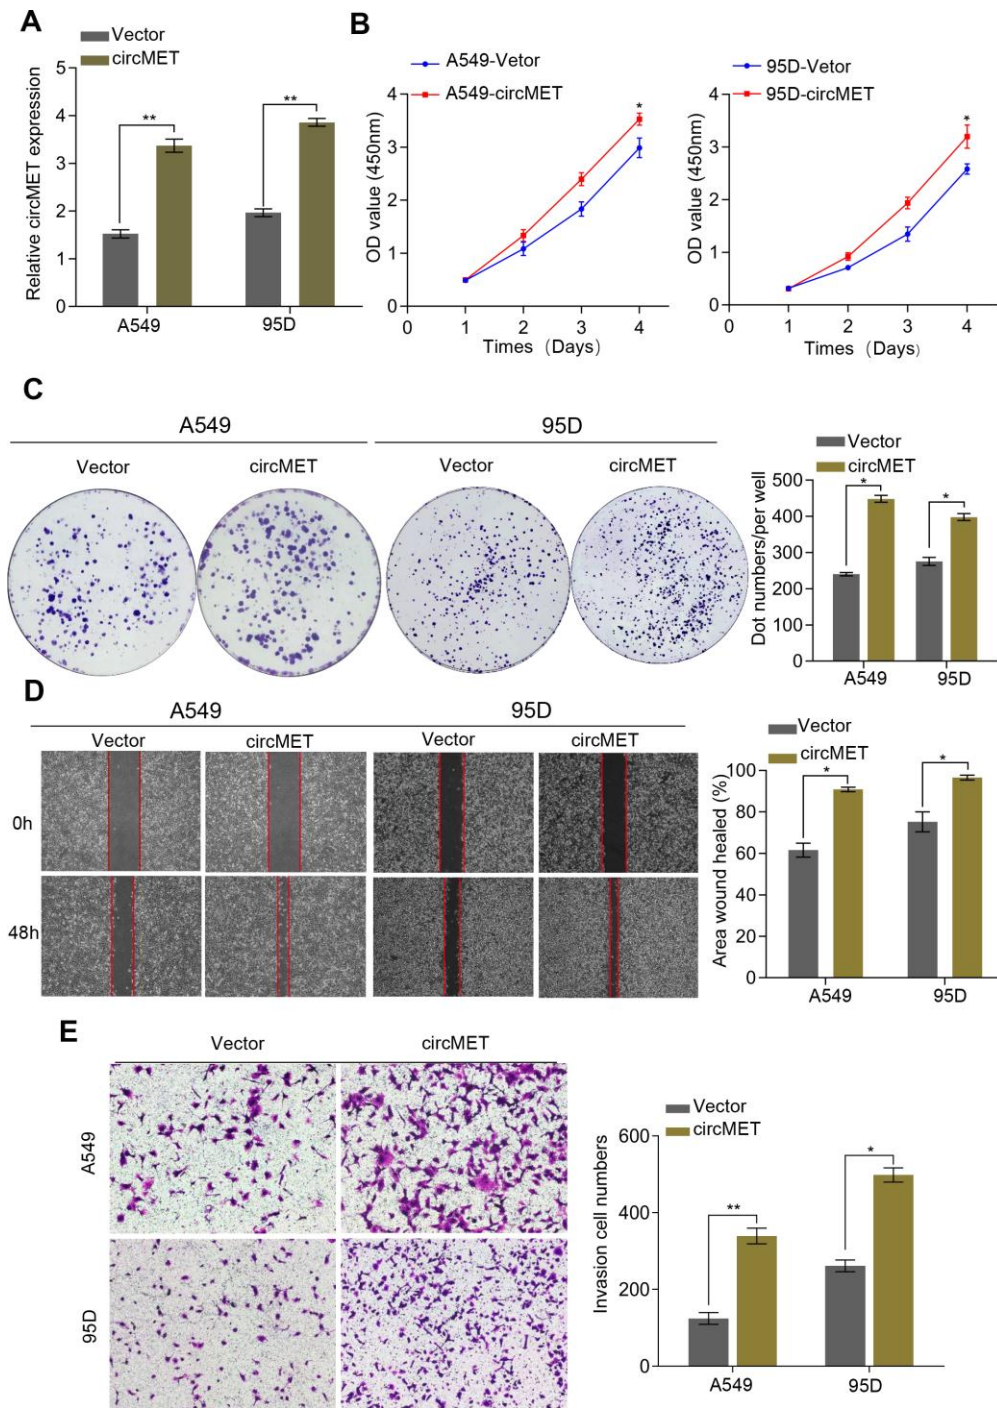 A
Vector
circMET
Relative circMET expression
5
4
3
2
1
0
**
**
A549
95D
B
A549-Vetor
A549-circMET
OD value (450nm)
4
3
2
1
0
*
0
1
2
3
4
Times (Days)
95D-Vetor
95D-circMET
OD value (450nm)
4
3
2
1
0
*
0
1
2
3
4
Times (Days)
C
A549
95D
Vector
circMET
Vector
circMET
Vector
circMET
Dot numbers/per well
500
400
300
200
100
0
*
*
A549
95D
D
A549
95D
Vector
circMET
Vector
circMET
0h
48h
Vector
circMET
Area wound healed (%)
100
80
60
40
20
0
*
*
A549
95D
E
Vector
circMET
A549
95D
Vector
circMET
Invasion cell numbers
600
400
200
0
**
*
A549
95D